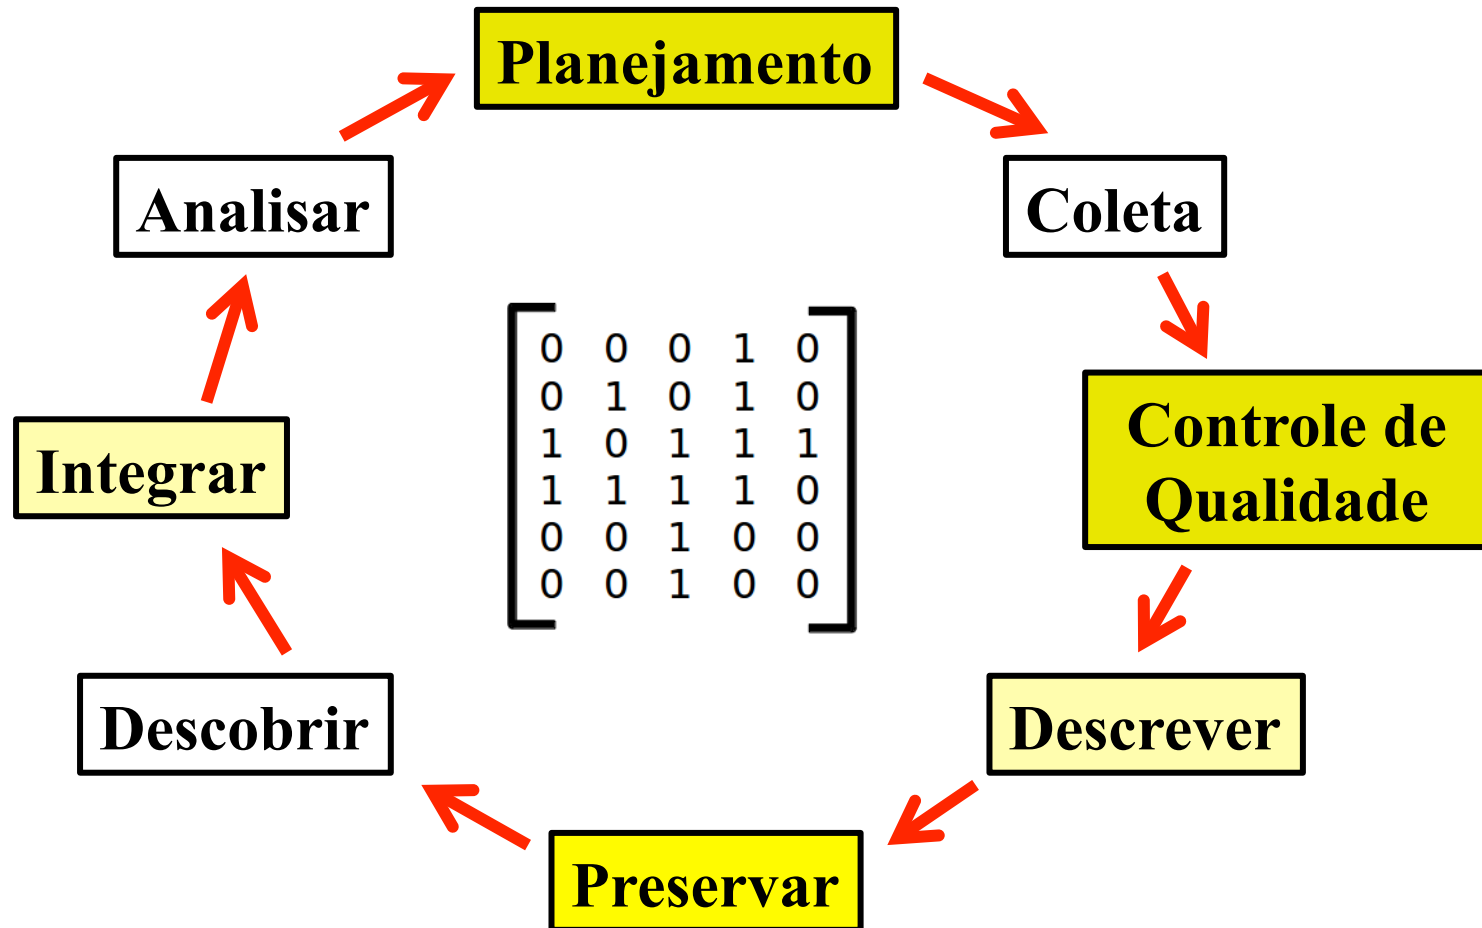 Planejamento
Analisar
Coleta
0 0 0 1 0
0 1 0 1 0
1 0 1 1 1
1 1 1 1 0
0 0 1 0 0
0 0 1 0 0
Controle de
Qualidade
Integrar
Descobrir
Descrever
Preservar